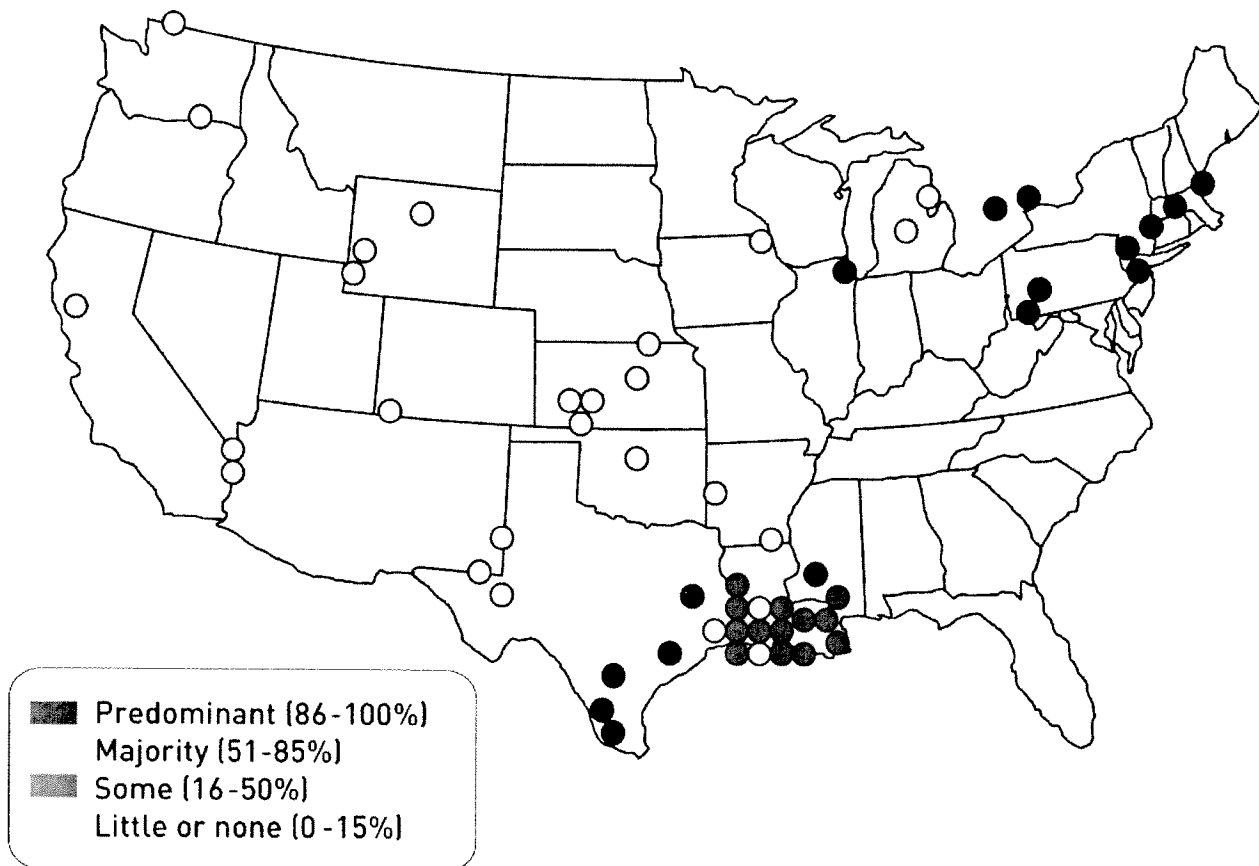 Predominant (86-100%)
Majority (51-85%)
Some (16-50%)
Little or none (0-15%)